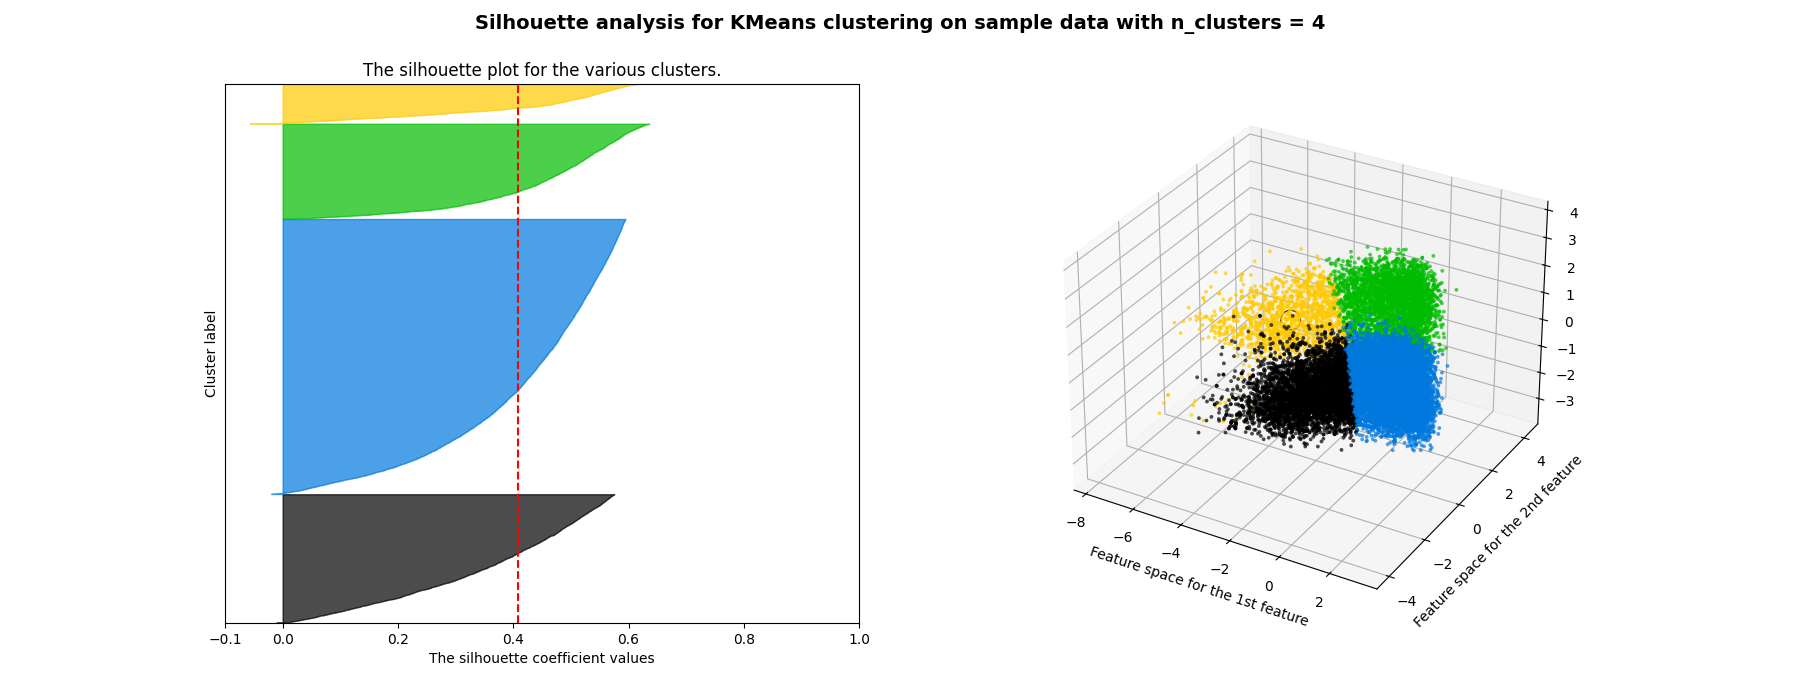 Silhouette analysis for KMeans clustering on sample data with n_clusters = 4
The silhouette plot for the various clusters.
Cluster label
−0.1 0.0 0.2 0.4 0.6 0.8 1.0
The silhouette coefficient values
4
3
2
1
0
−1
−2
−3
−8 −6 −4 −2 0 2
Feature space for the 1st feature
−4 −2 0 2 4
Feature space for the 2nd feature